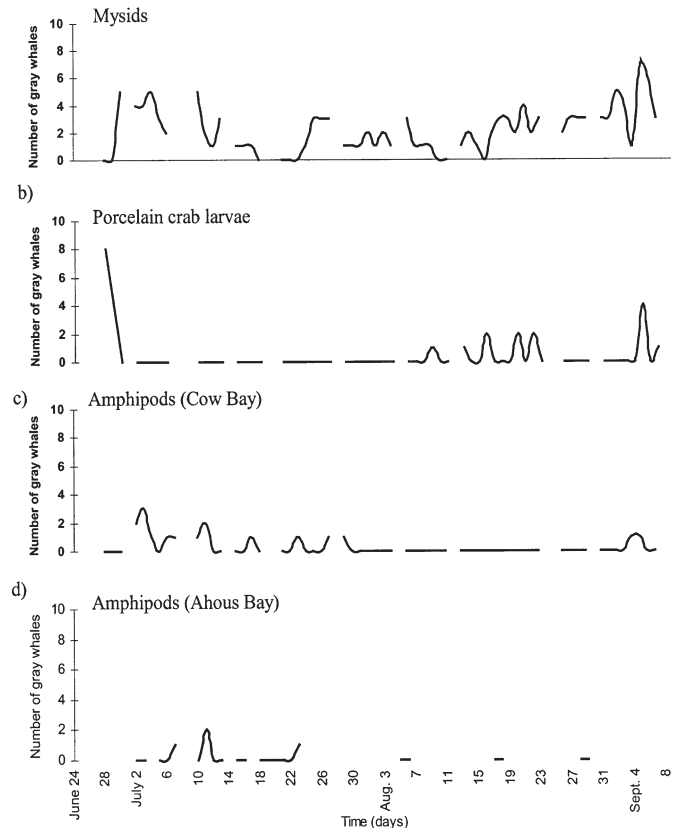 Mysids
10
8
6
4
2
0
Number of gray whales
b)
Porcelain crab larvae
10
8
6
4
2
0
Number of gray whales
c)
Amphipods (Cow Bay)
10
8
6
4
2
0
Number of gray whales
d)
Amphipods (Ahous Bay)
10
8
6
4
2
0
Number of gray whales
June 24 28 July 2 6 10 14 18 22 26 30 Aug. 3 7 11 15 19 23 27 31 Sept. 4 8
Time (days)